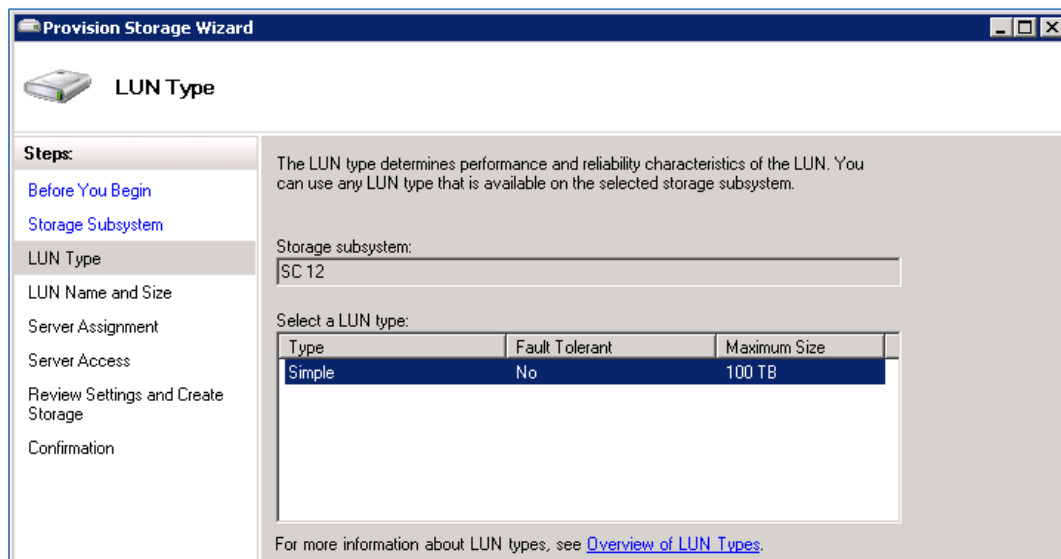 Provision Storage Wizard
LUN Type
Steps:
Before You Begin
Storage Subsystem
LUN Type
LUN Name and Size
Server Assignment
Server Access
Review Settings and Create
Storage
Confirmation
The LUN type determines performance and reliability characteristics of the LUN. You
can use any LUN type that is available on the selected storage subsystem.
Storage subsystem:
SC 12
Select a LUN type:
Type Fault Tolerant Maximum Size
Simple No 100 TB
For more information about LUN types, see Overview of LUN Types.